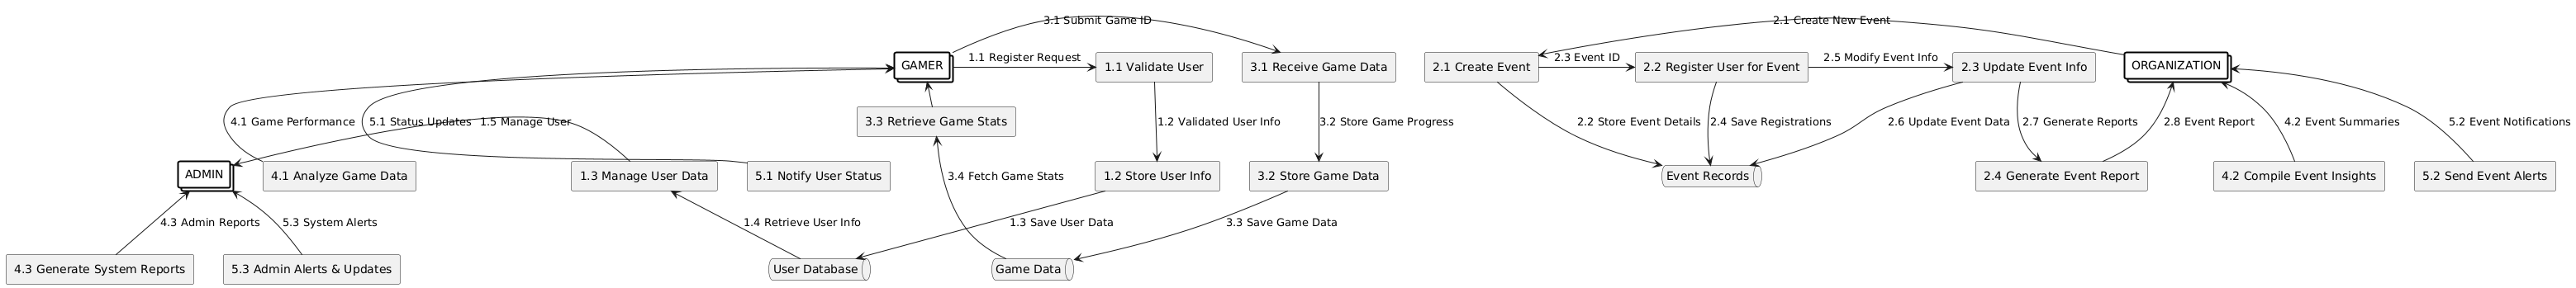 3.1 Submit Game ID
2.1 Create New Event
GAMER
1.1 Register Request
1.1 Validate User
3.1 Receive Game Data
2.1 Create Event
2.3 Event ID
2.2 Register User for Event
2.5 Modify Event Info
2.3 Update Event Info
ORGANIZATION
3.3 Retrieve Game Stats
4.1 Game Performance
5.1 Status Updates
1.5 Manage User
1.2 Validated User Info
3.2 Store Game Progress
2.2 Store Event Details
2.4 Save Registrations
2.6 Update Event Data
2.7 Generate Reports
2.8 Event Report
4.2 Event Summaries
5.2 Event Notifications
ADMIN
4.1 Analyze Game Data
1.3 Manage User Data
5.1 Notify User Status
3.4 Fetch Game Stats
1.2 Store User Info
3.2 Store Game Data
Event Records
2.4 Generate Event Report
4.2 Compile Event Insights
5.2 Send Event Alerts
4.3 Admin Reports
5.3 System Alerts
1.4 Retrieve User Info
1.3 Save User Data
3.3 Save Game Data
4.3 Generate System Reports
5.3 Admin Alerts & Updates
User Database
Game Data